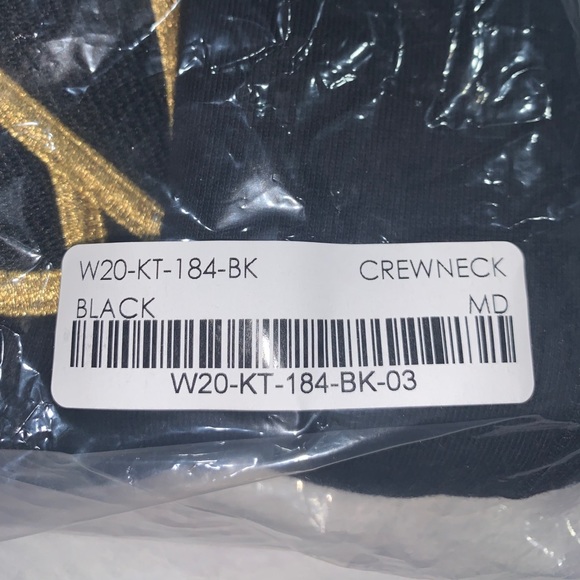 W20-KT-184-BK CREWNECK
BLACK MD
W20-KT-184-BK-03